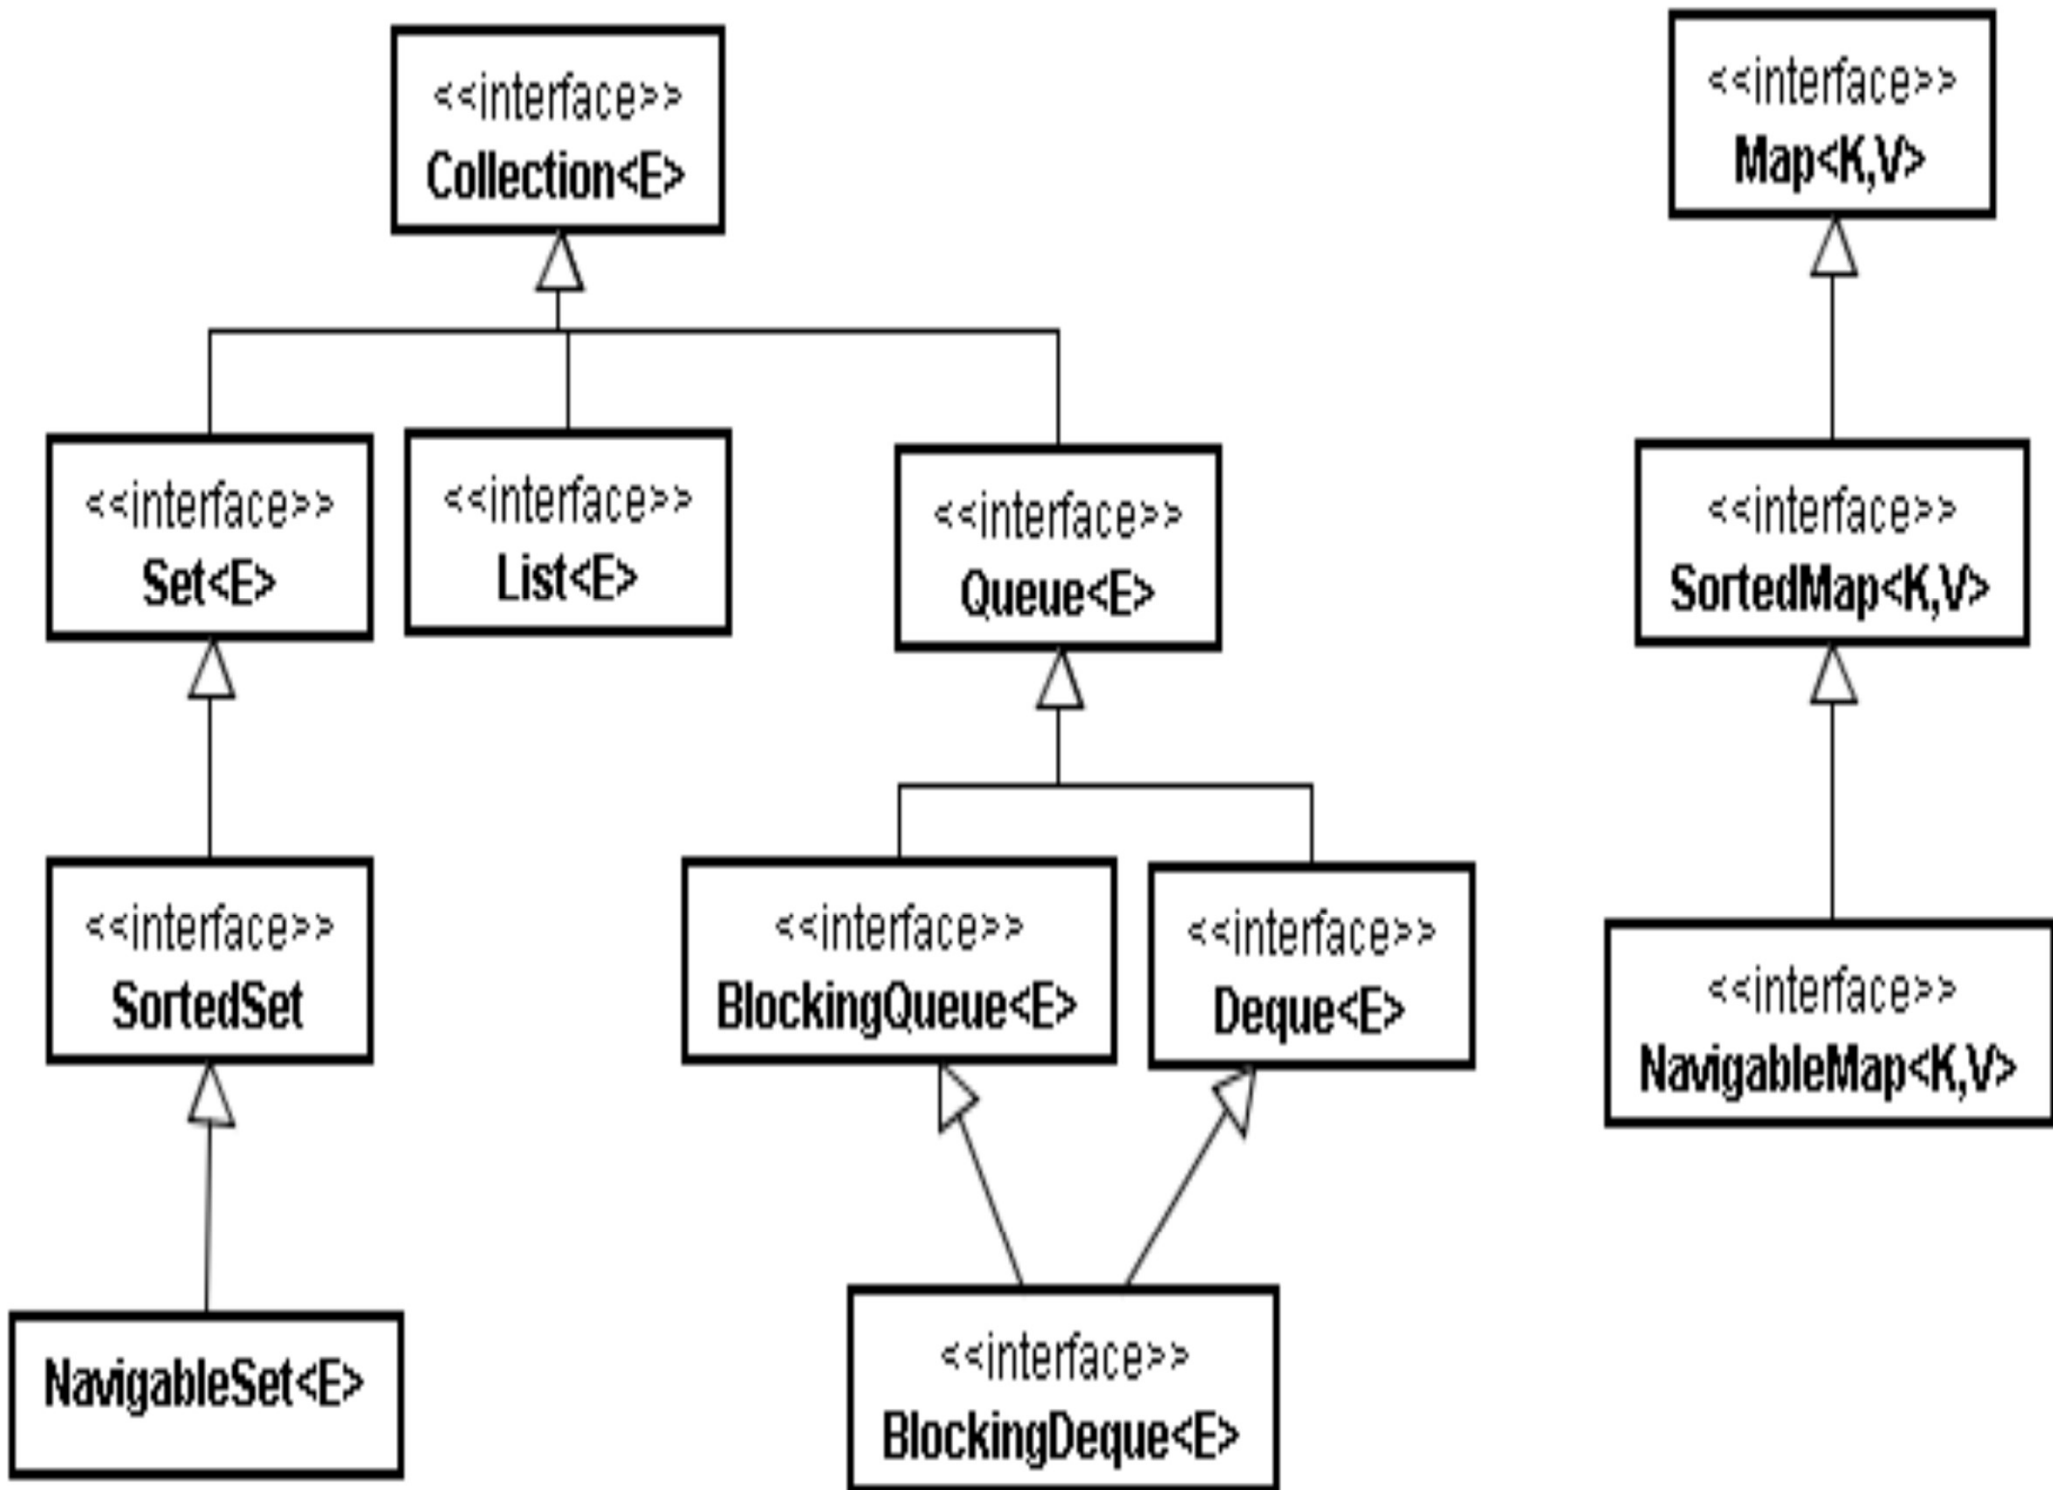 <<interface>>
Collection<E>
<<interface>>
Map<K,V>
<<interface>>
Set<E>
<<interface>>
List<E>
<<interface>>
Queue<E>
<<interface>>
SortedMap<K,V>
<<interface>>
SortedSet
<<interface>>
BlockingQueue<E>
<<interface>>
Deque<E>
<<interface>>
NavigableMap<K,V>
NavigableSet<E>
<<interface>>
BlockingDeque<E>